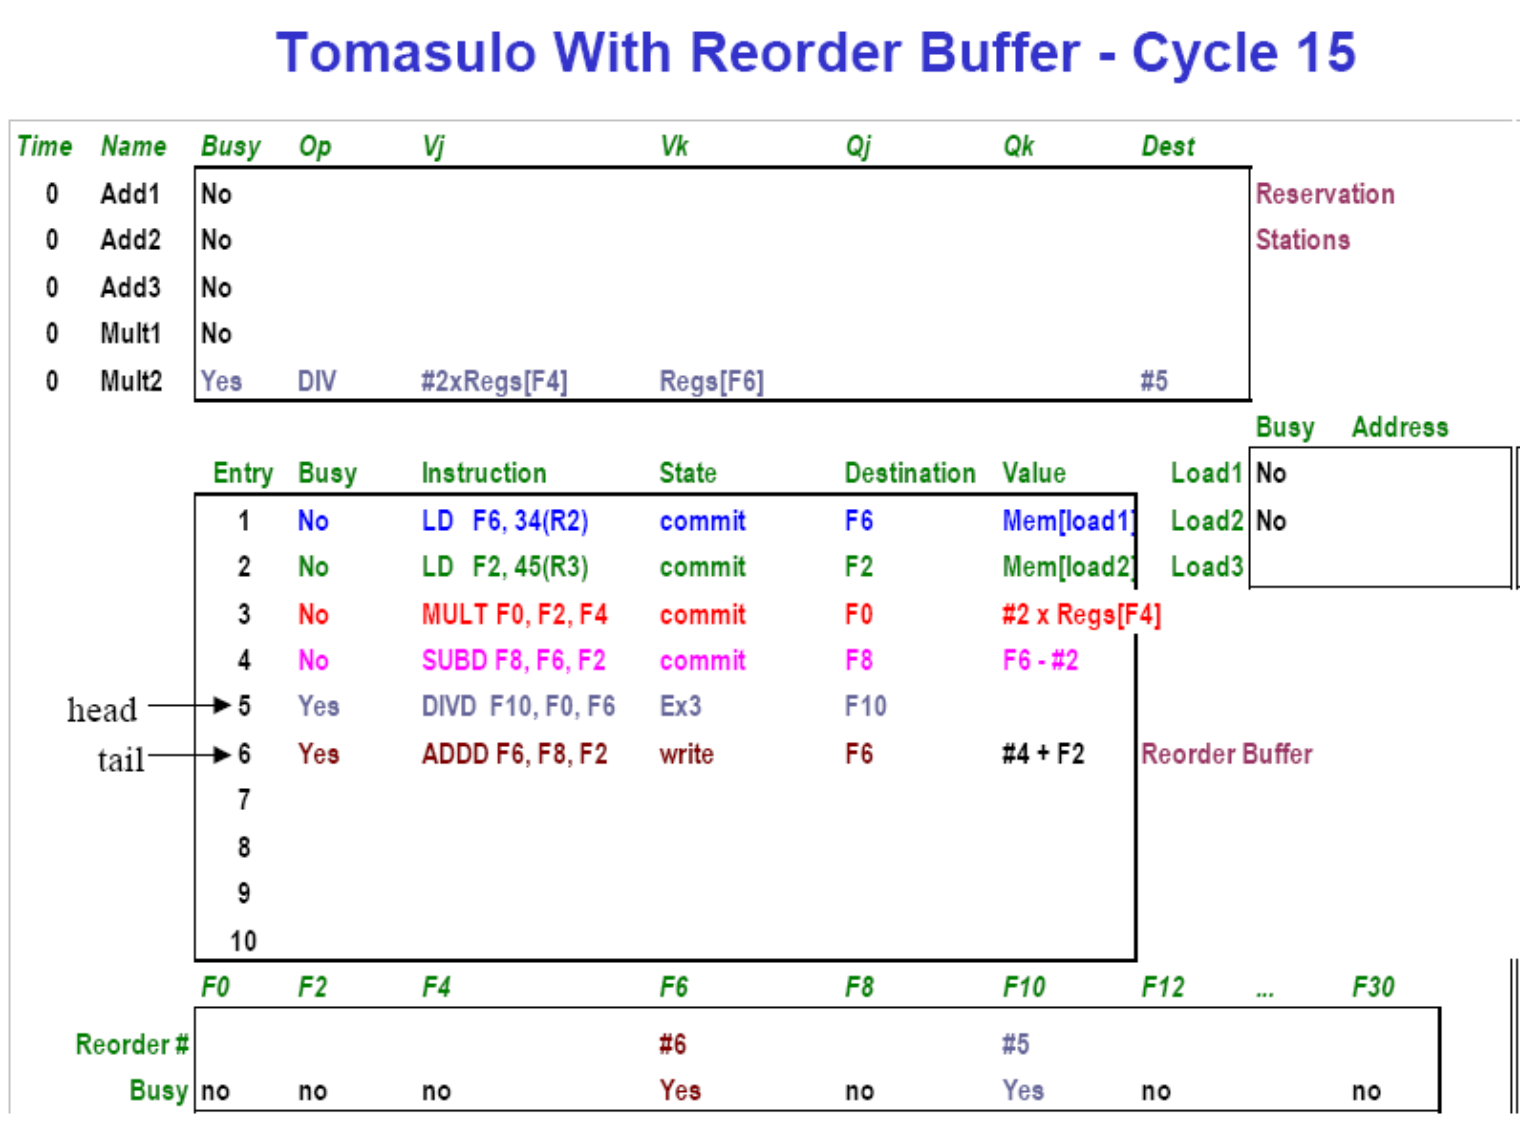 Tomasulo With Reorder Buffer - Cycle 15
Time Name Busy Op Vj Vk Qj Qk Dest
0 Add1 No Reservation
0 Add2 No Stations
0 Add3 No
0 Mult1 No
0 Mult2 Yes DIV #2xRegs[F4] Regs[F6] #5
Busy Address
Entry Busy Instruction State Destination Value Load1 No
1 No LD F6, 34(R2) commit F6 Mem[load1] Load2 No
2 No LD F2, 45(R3) commit F2 Mem[load2] Load3
3 No MULT F0, F2, F4 commit F0 #2 x Regs[F4]
4 No SUBD F8, F6, F2 commit F8 F6 - #2
head 5 Yes DIVD F10, F0, F6 Ex3 F10
tail 6 Yes ADDD F6, F8, F2 write F6 #4 + F2 Reorder Buffer
7
8
9
10
F0 F2 F4 F6 F8 F10 F12 ... F30
Reorder # #6 #5
Busy no no no Yes no Yes no no